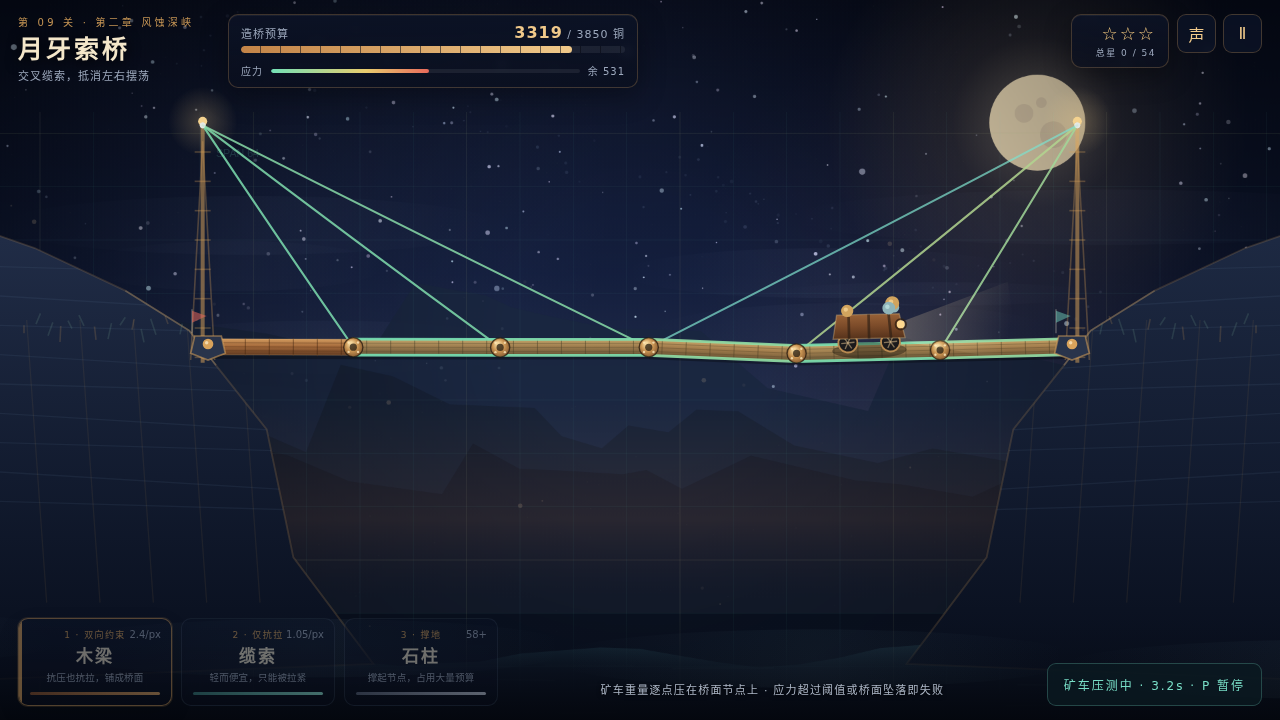 第 09 关 · 第二章 风蚀深峡
月牙索桥
交叉缆索，抵消左右摆荡
造桥预算 3319 / 3850 铜
应力 余 531
☆☆☆
总星 0 / 54
声
Ⅱ
1 · 双向约束 2.4/px
木梁
抗压也抗拉，铺成桥面
2 · 仅抗拉 1.05/px
缆索
轻而便宜，只能被拉紧
3 · 撑地 58+
石柱
撑起节点，占用大量预算
矿车重量逐点压在桥面节点上 · 应力超过阈值或桥面坠落即失败
矿车压测中 · 3.2s · P 暂停